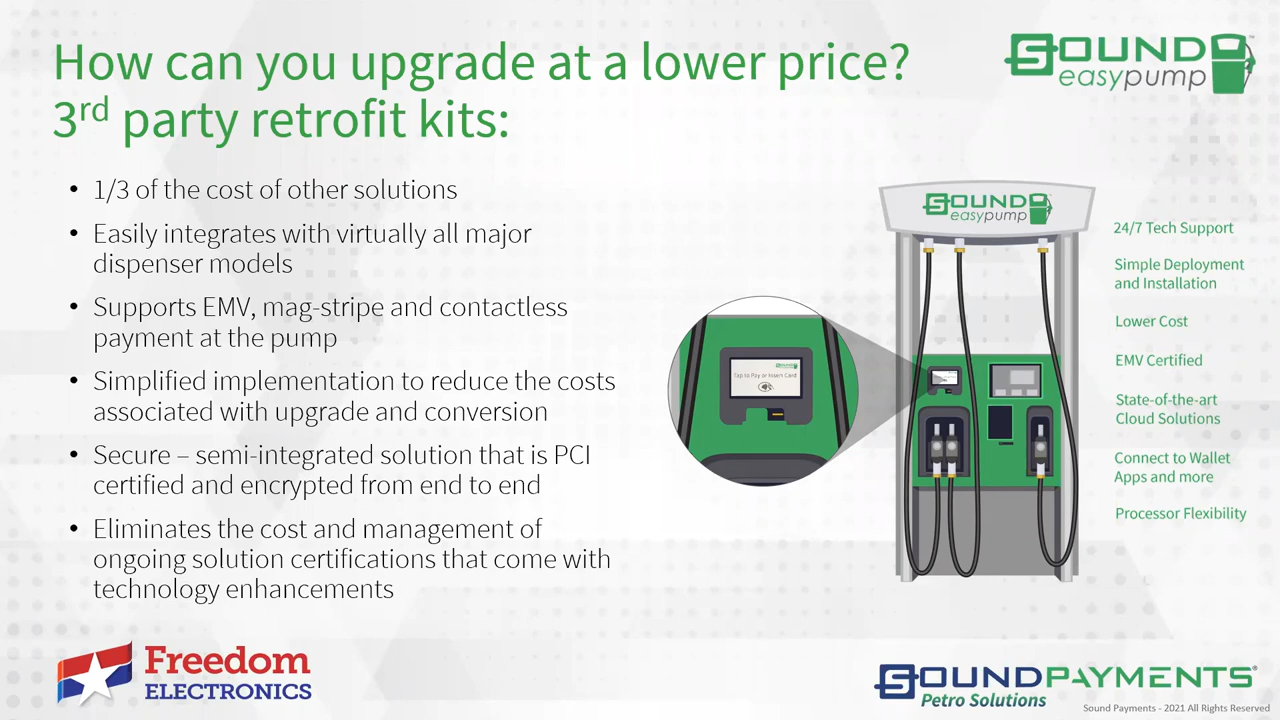 How can you upgrade at a lower price?
3rd party retrofit kits:
SOUND
easypump
™
• 1/3 of the cost of other solutions
• Easily integrates with virtually all major
dispenser models
• Supports EMV, mag-stripe and contactless
payment at the pump
• Simplified implementation to reduce the costs
associated with upgrade and conversion
• Secure – semi-integrated solution that is PCI
certified and encrypted from end to end
• Eliminates the cost and management of
ongoing solution certifications that come with
technology enhancements
SOUND
easypump
Tap to Pay or Insert Card
24/7 Tech Support
Simple Deployment
and Installation
Lower Cost
EMV Certified
State-of-the-art
Cloud Solutions
Connect to Wallet
Apps and more
Processor Flexibility
Freedom
ELECTRONICS
SOUNDPAYMENTS®
Petro Solutions
Sound Payments - 2021 All Rights Reserved